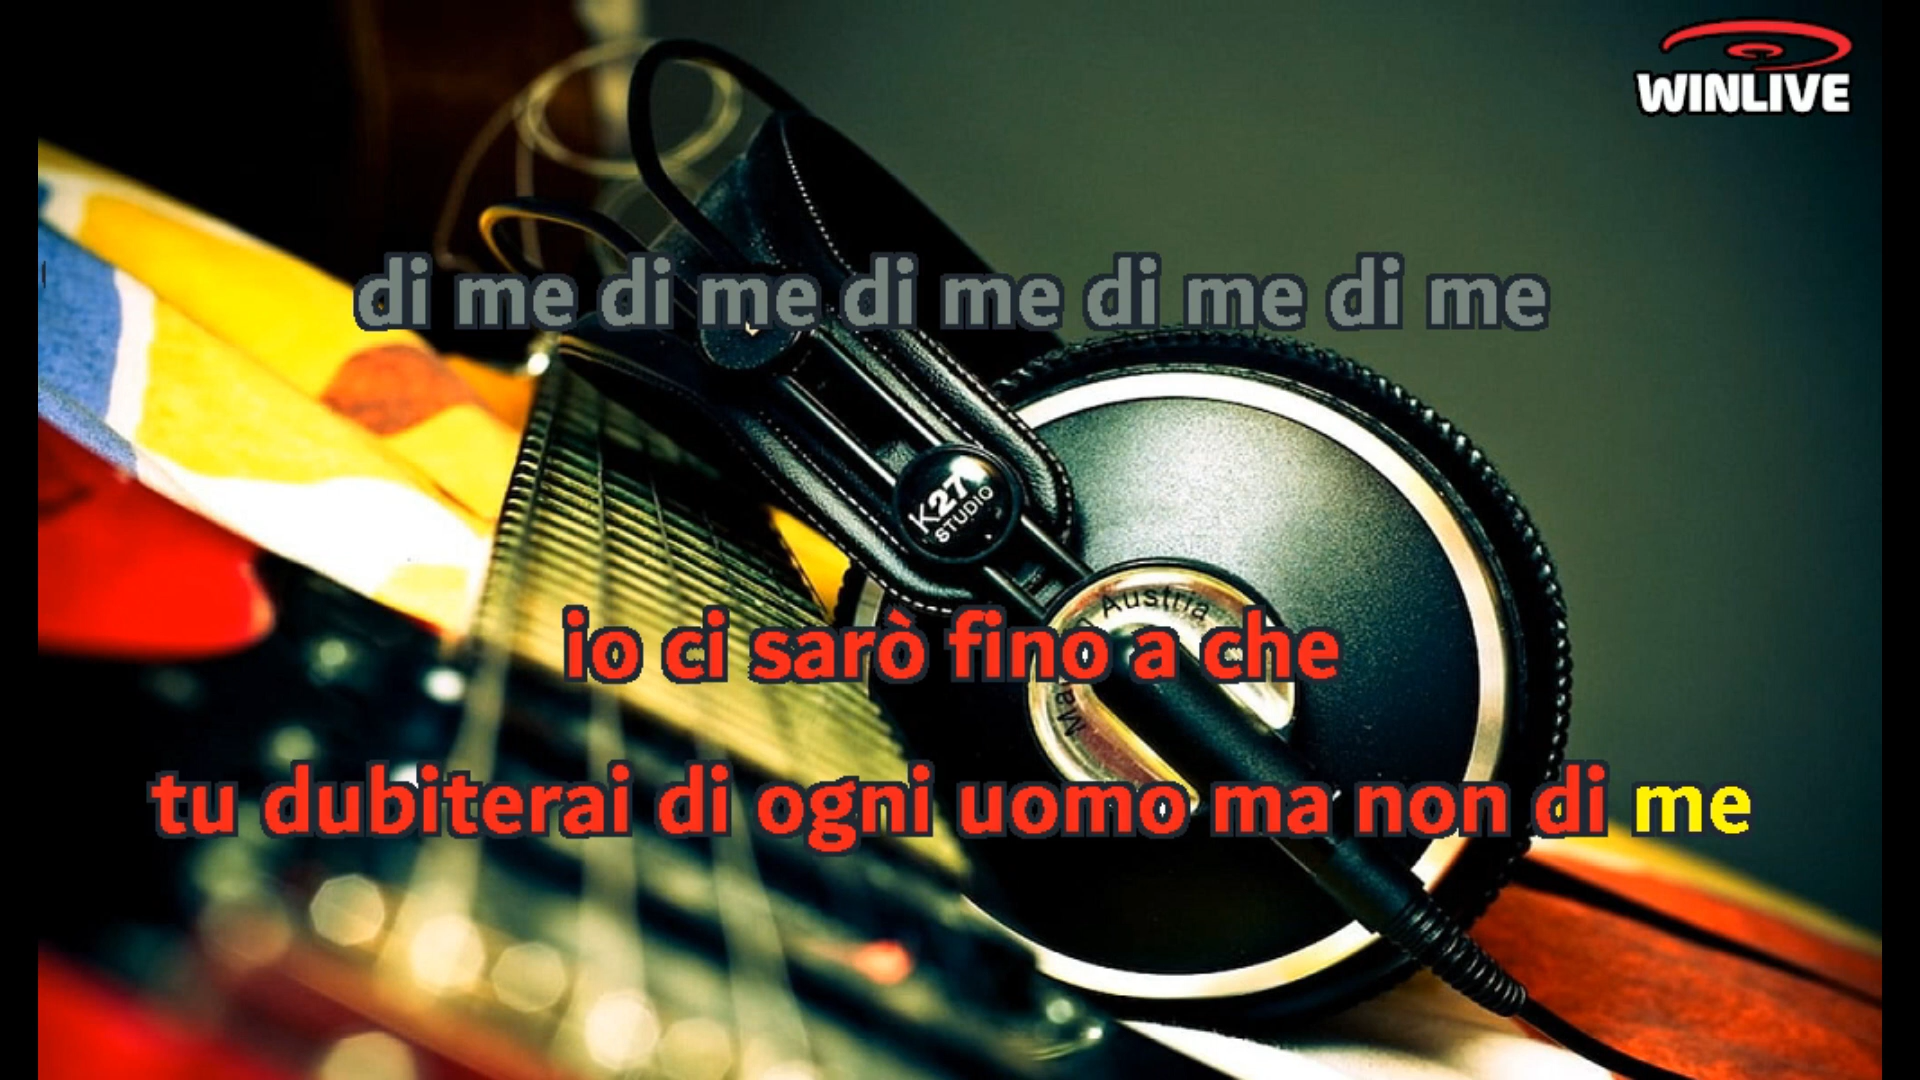 WINLIVE
di me di me di me di me di me
K271
STUDIO
Austria
io ci sarò fino a che
Ma
tu dubiterai di ogni uomo ma non di me